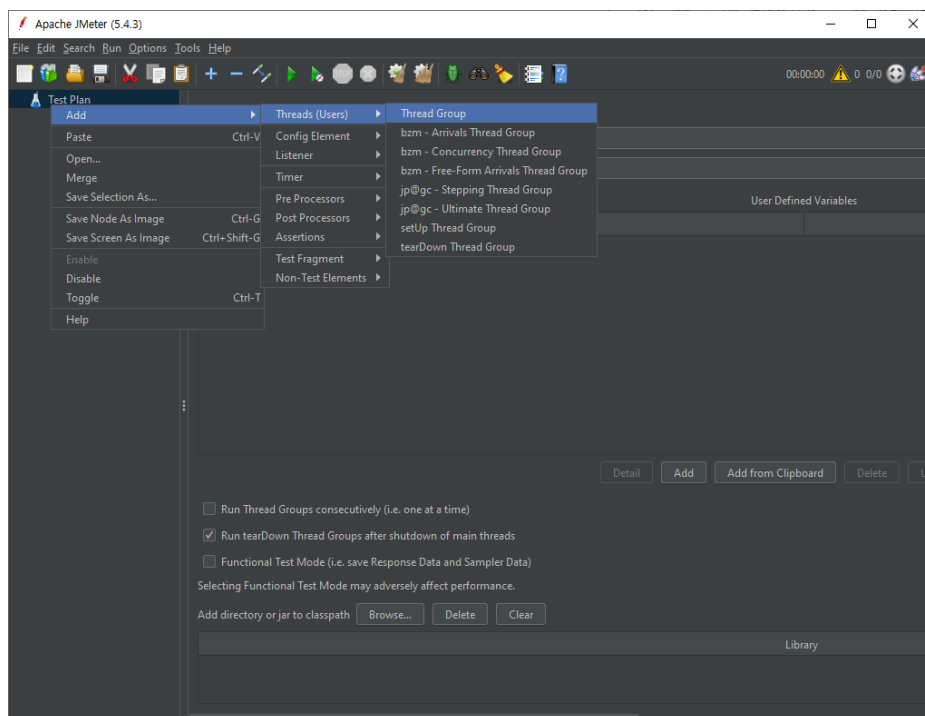 Apache JMeter (5.4.3)
File Edit Search Run Options Tools Help
00:00:00 0 0/0
Test Plan
Add
Paste Ctrl-V
Open...
Merge
Save Selection As...
Save Node As Image Ctrl-G
Save Screen As Image Ctrl+Shift-G
Enable
Disable
Toggle Ctrl-T
Help
Threads (Users)
Config Element
Listener
Timer
Pre Processors
Post Processors
Assertions
Test Fragment
Non-Test Elements
Thread Group
bzm - Arrivals Thread Group
bzm - Concurrency Thread Group
bzm - Free-Form Arrivals Thread Group
jp@gc - Stepping Thread Group
jp@gc - Ultimate Thread Group
setUp Thread Group
tearDown Thread Group
User Defined Variables
Detail Add Add from Clipboard Delete U
Run Thread Groups consecutively (i.e. one at a time)
Run tearDown Thread Groups after shutdown of main threads
Functional Test Mode (i.e. save Response Data and Sampler Data)
Selecting Functional Test Mode may adversely affect performance.
Add directory or jar to classpath Browse... Delete Clear
Library